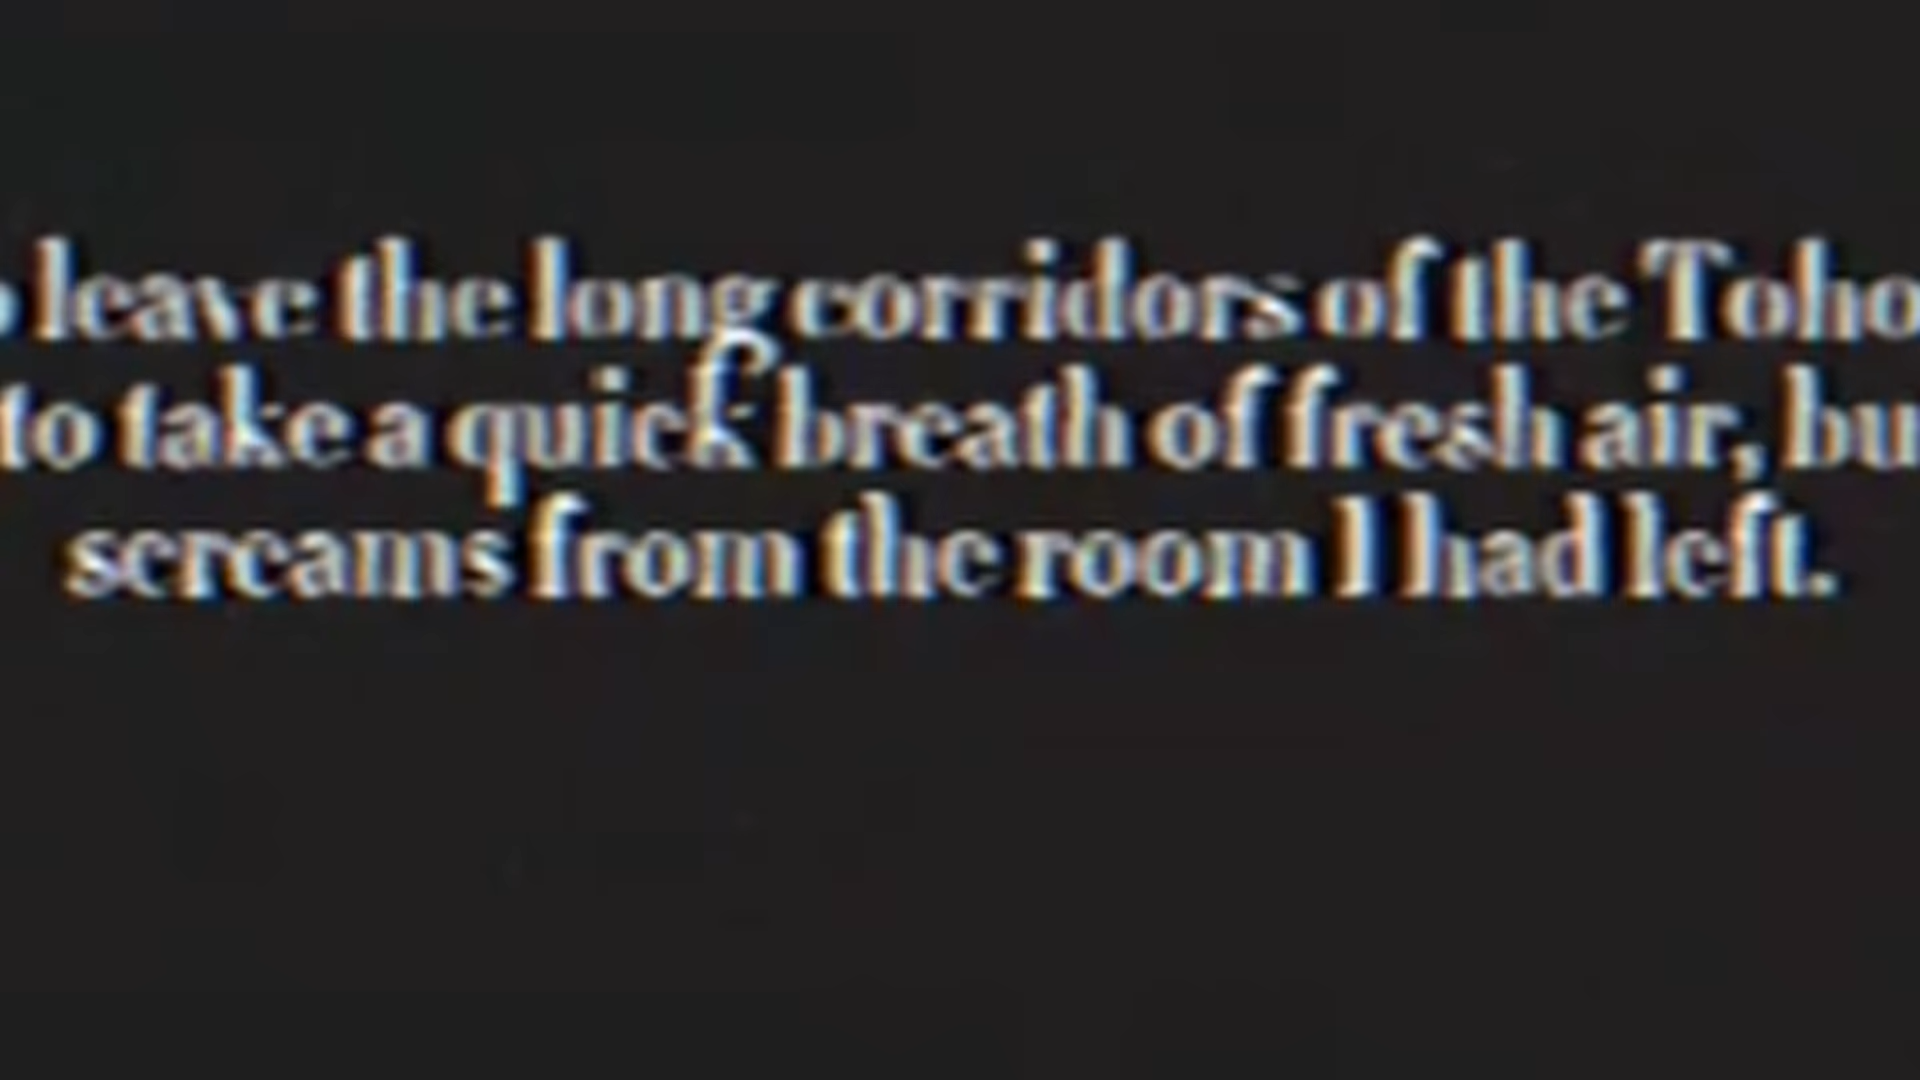 leave the long corridors of the Toho
to take a quick breath of fresh air, bu
screams from the room I had left.